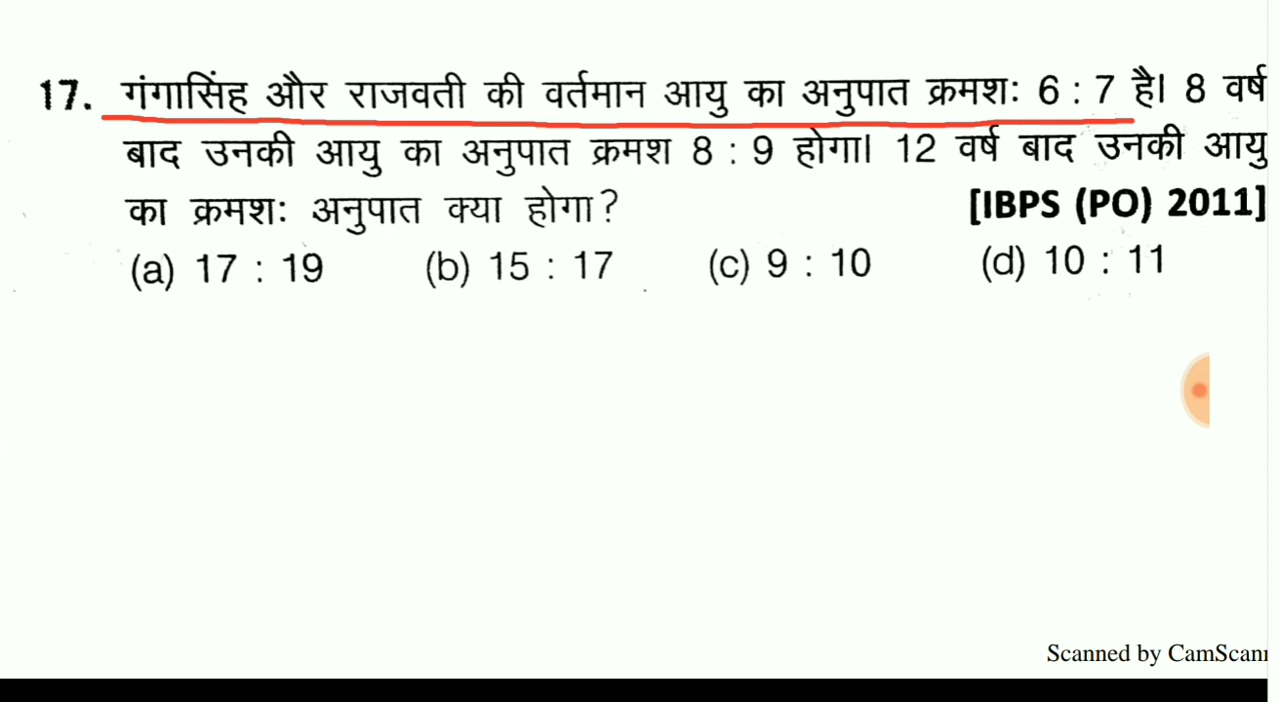 17. गंगासिंह और राजवती की वर्तमान आयु का अनुपात क्रमशः 6 : 7 है। 8 वर्ष
बाद उनकी आयु का अनुपात क्रमश 8 : 9 होगा। 12 वर्ष बाद उनकी आयु
का क्रमशः अनुपात क्या होगा? [IBPS (PO) 2011]
(a) 17 : 19 (b) 15 : 17 (c) 9 : 10 (d) 10 : 11
Scanned by CamScan